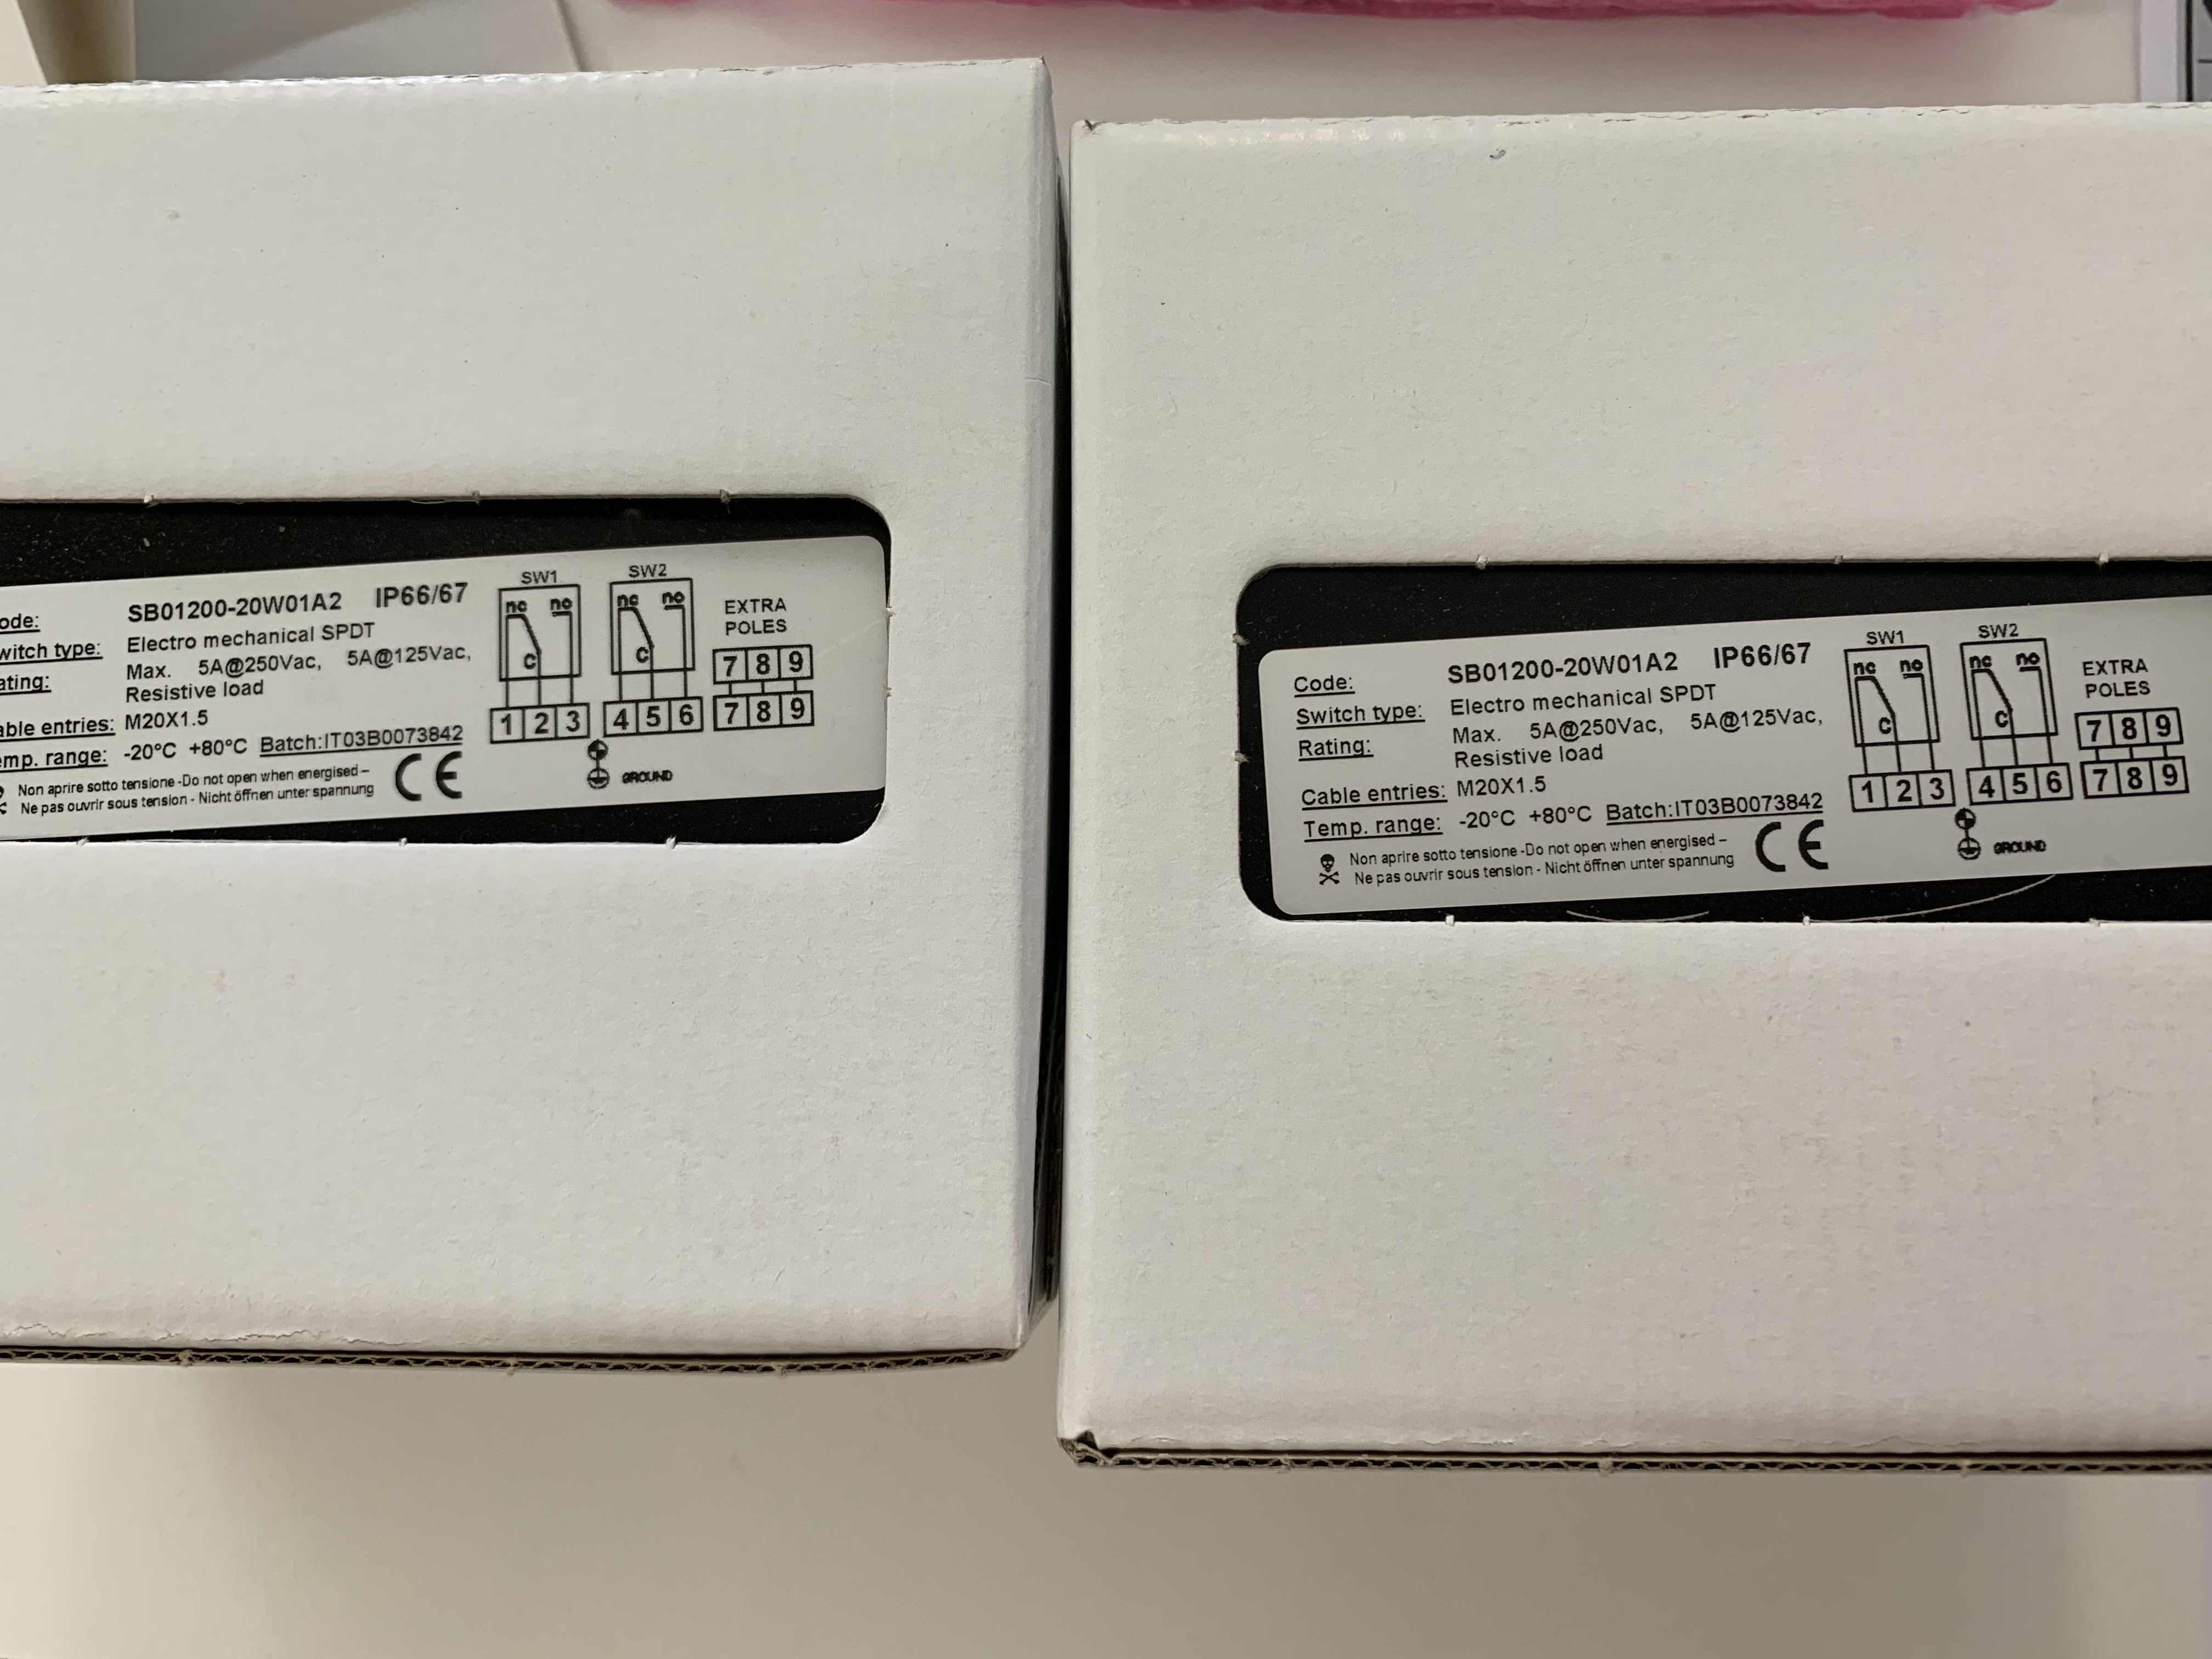 ode:
SB01200-20W01A2 IP66/67
witch type:
Electro mechanical SPDT
ating:
Max. 5A@250Vac, 5A@125Vac,
Resistive load
able entries: M20X1.5
mp. range: -20°C +80°C Batch:IT03B0073842
Non aprire sotto tensione -Do not open when energised –
Ne pas ouvrir sous tension - Nicht öffnen unter spannung
CE
SW1
nc no
C
1 2 3
SW2
nc no
C
4 5 6
EXTRA
POLES
7 8 9
7 8 9
GROUND
Code: SB01200-20W01A2 IP66/67
Switch type: Electro mechanical SPDT
Rating: Max. 5A@250Vac, 5A@125Vac,
Resistive load
Cable entries: M20X1.5
Temp. range: -20°C +80°C Batch:IT03B0073842
Non aprire sotto tensione -Do not open when energised –
Ne pas ouvrir sous tension - Nicht öffnen unter spannung
CE
SW1
nc no
C
1 2 3
SW2
nc no
C
4 5 6
EXTRA
POLES
7 8 9
7 8 9
GROUND